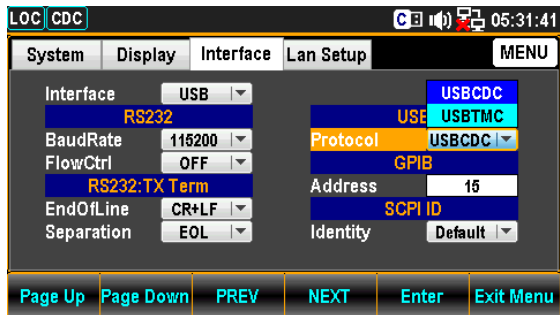 LOC CDC C 05:31:41
System Display Interface Lan Setup MENU
Interface USB
USBCDC
RS232
USBTMC
BaudRate 115200
Protocol USBCDC
FlowCtrl OFF
GPIB
RS232:TX Term
Address 15
EndOfLine CR+LF
SCPI ID
Separation EOL
Identity Default
Page Up Page Down PREV NEXT Enter Exit Menu